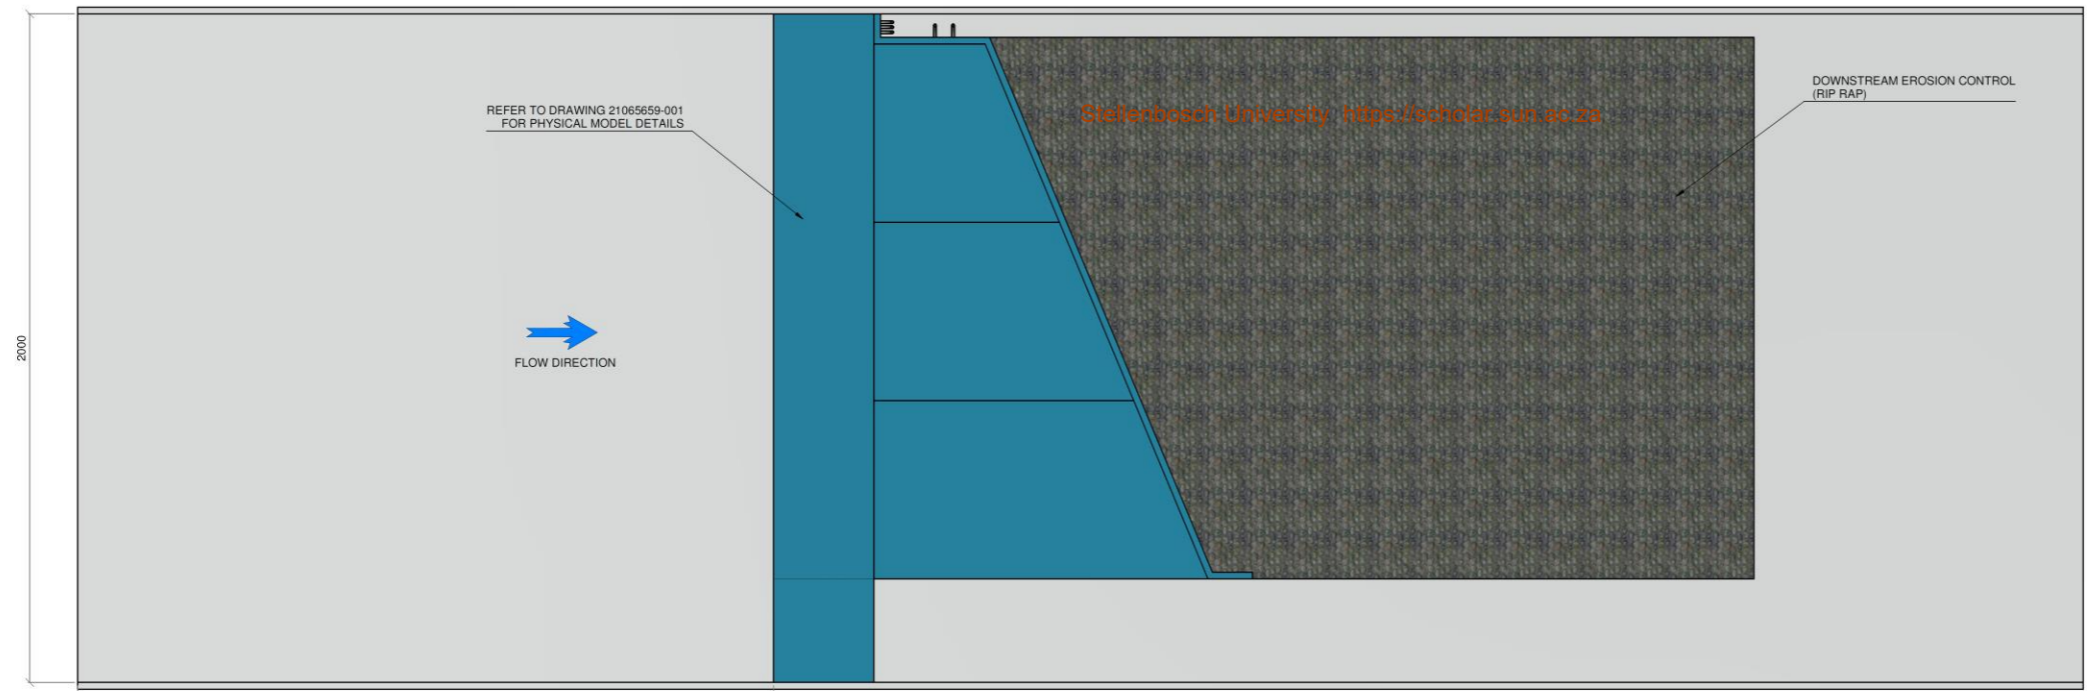 REFER TO DRAWING 21065659-001
FOR PHYSICAL MODEL DETAILS
DOWNSTREAM EROSION CONTROL
(RIP RAP)
Stellenbosch University https://scholar.sun.ac.za
2000
FLOW DIRECTION